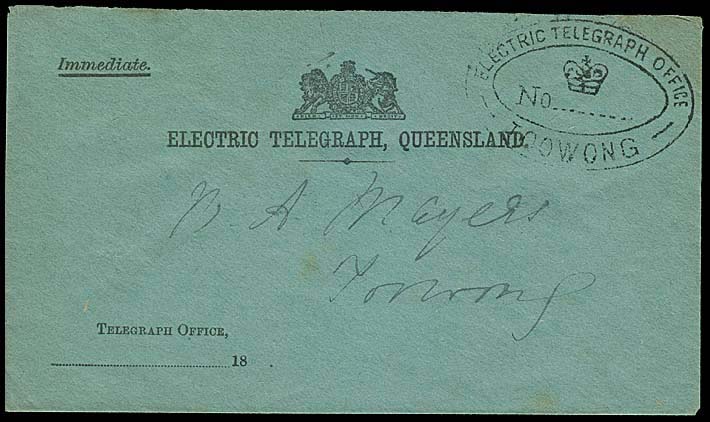 Immediate.
ELECTRIC TELEGRAPH OFFICE
No
TOOWONG
ELECTRIC TELEGRAPH, QUEENSLAND.
A Mayers
Toowong
TELEGRAPH OFFICE,
18